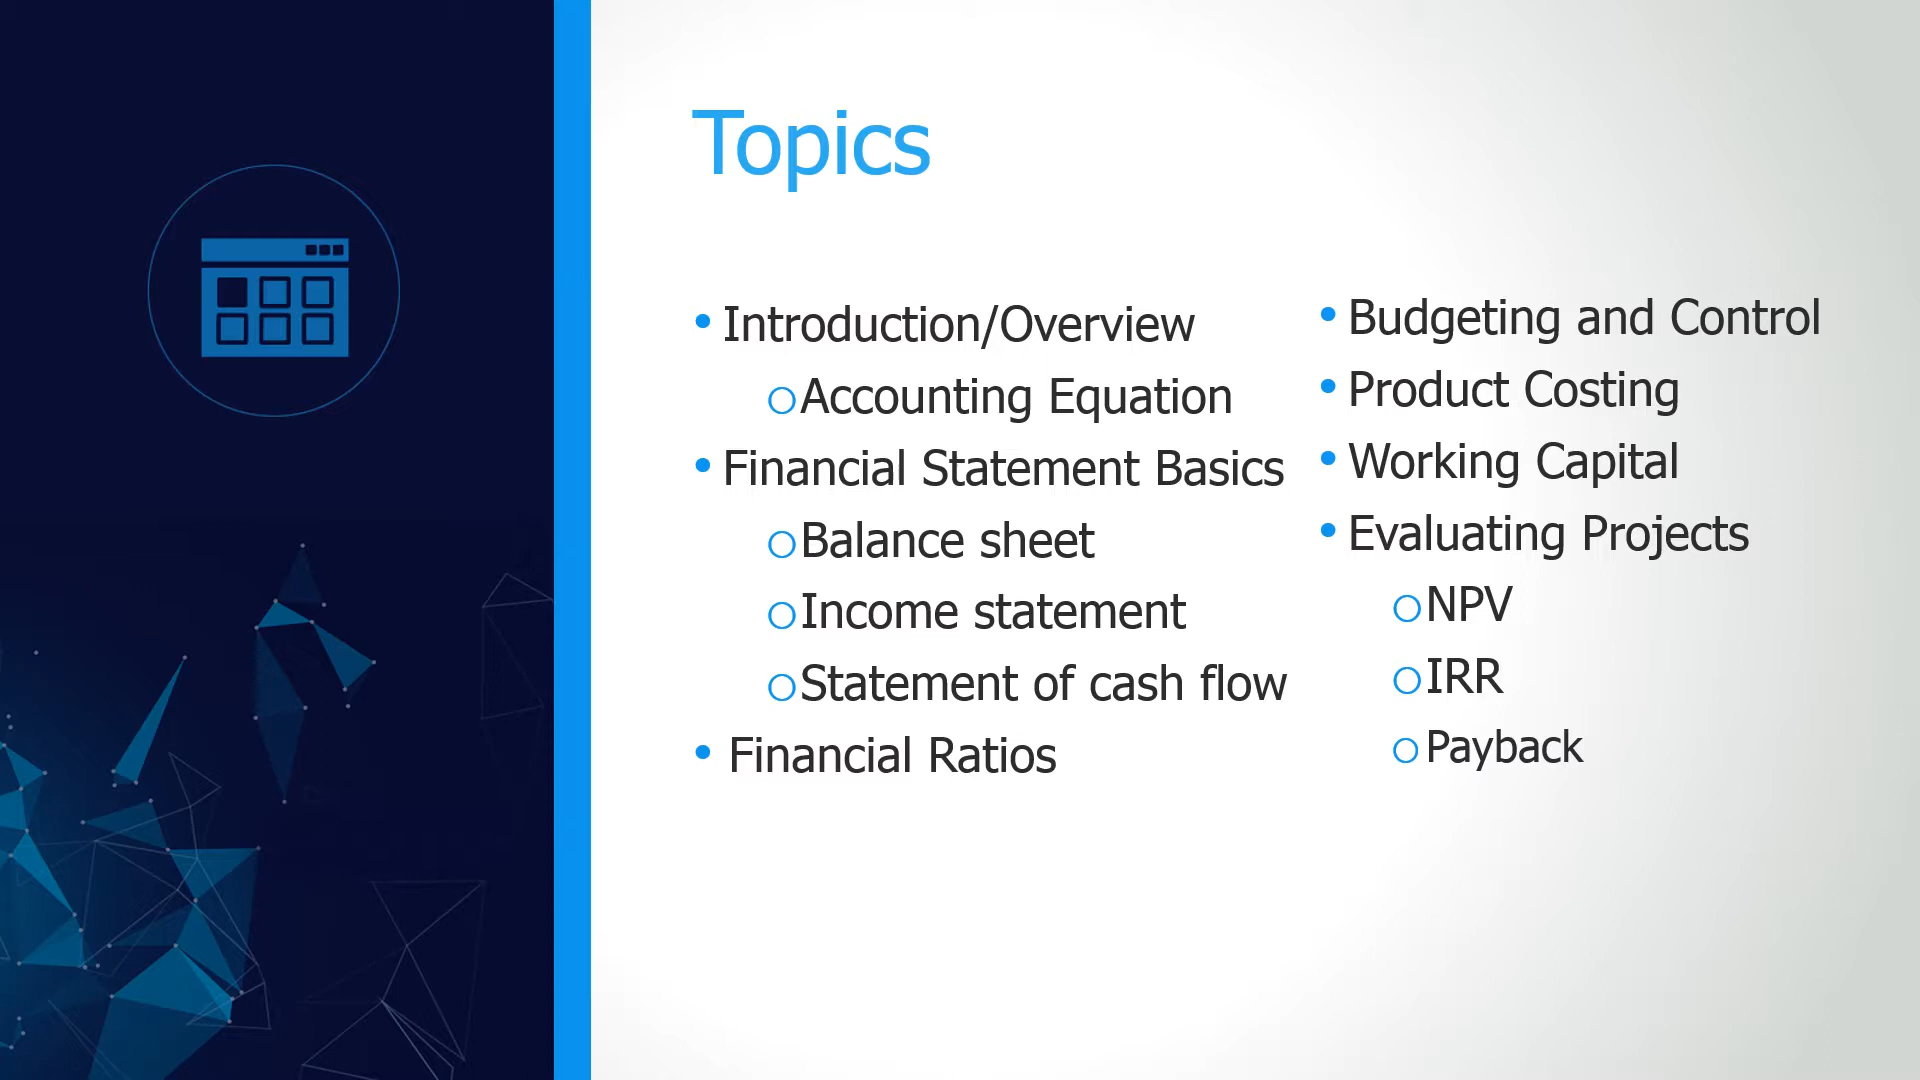 Topics
• Introduction/Overview
○Accounting Equation
• Financial Statement Basics
○Balance sheet
○Income statement
○Statement of cash flow
• Financial Ratios
• Budgeting and Control
• Product Costing
• Working Capital
• Evaluating Projects
○NPV
○IRR
○Payback